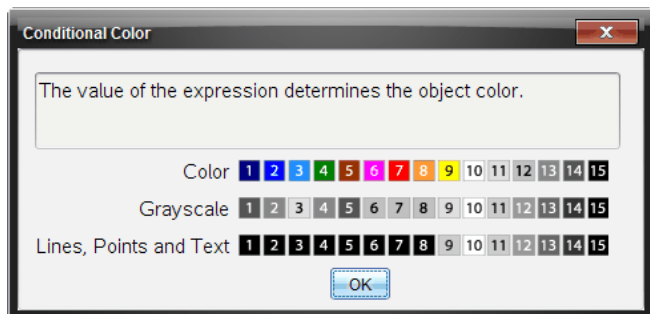 Conditional Color
The value of the expression determines the object color.
Color 1 2 3 4 5 6 7 8 9 10 11 12 13 14 15
Grayscale 1 2 3 4 5 6 7 8 9 10 11 12 13 14 15
Lines, Points and Text 1 2 3 4 5 6 7 8 9 10 11 12 13 14 15
OK